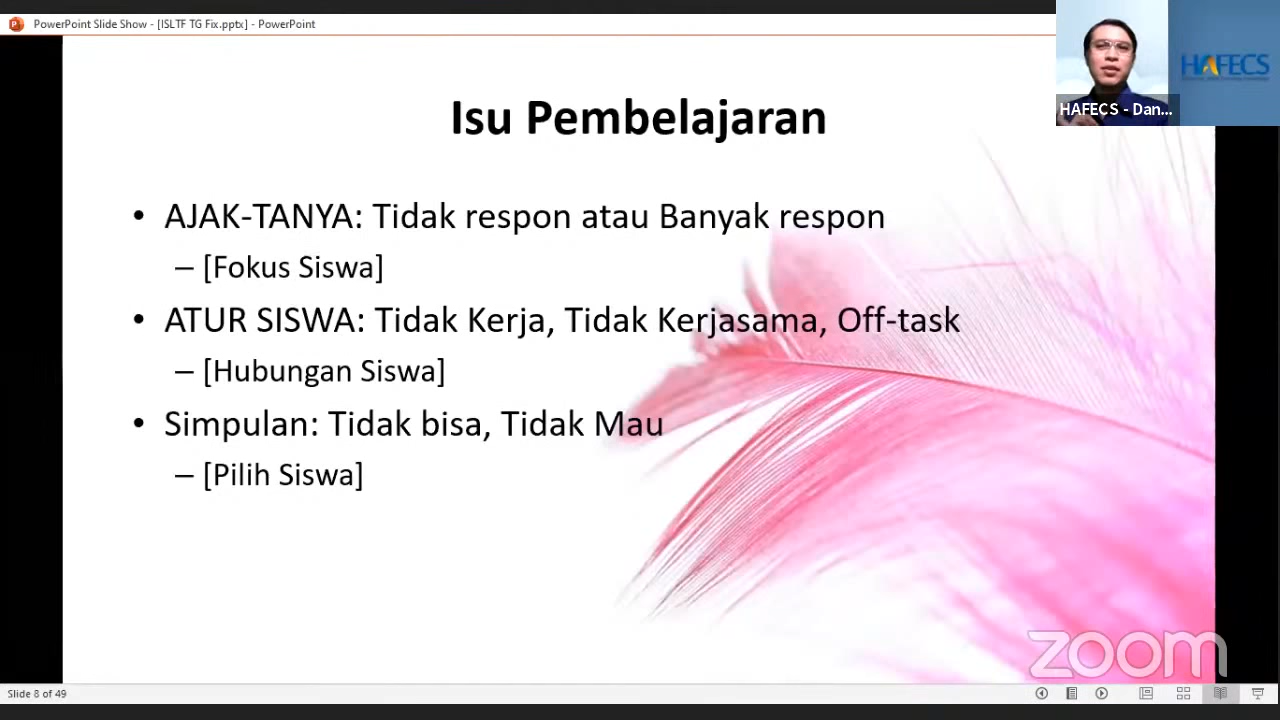 PowerPoint Slide Show - [ISLTF TG Fix.pptx] - PowerPoint
HAFECS
HAFECS - Dan...
Isu Pembelajaran
• AJAK-TANYA: Tidak respon atau Banyak respon
– [Fokus Siswa]
• ATUR SISWA: Tidak Kerja, Tidak Kerjasama, Off-task
– [Hubungan Siswa]
• Simpulan: Tidak bisa, Tidak Mau
– [Pilih Siswa]
zoom
Slide 8 of 49